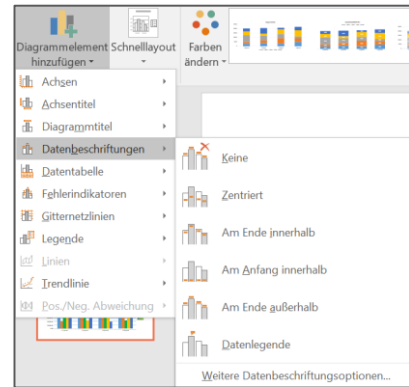 Diagrammelement Schnelllayout Farben
hinzufügen ändern
Achsen
Achsentitel
Diagrammtitel
Datenbeschriftungen
Datentabelle
Fehlerindikatoren
Gitternetzlinien
Legende
Linien
Trendlinie
Pos./Neg. Abweichung
Keine
Zentriert
Am Ende innerhalb
Am Anfang innerhalb
Am Ende außerhalb
Datenlegende
Weitere Datenbeschriftungsoptionen...